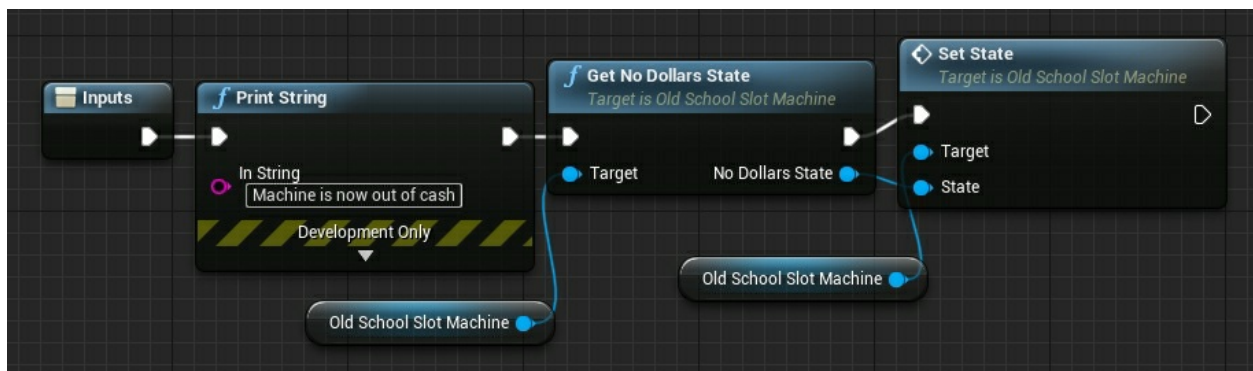 Inputs
Print String
In String
Machine is now out of cash
Development Only
Old School Slot Machine
Get No Dollars State
Target is Old School Slot Machine
Target No Dollars State
Old School Slot Machine
Set State
Target is Old School Slot Machine
Target
State